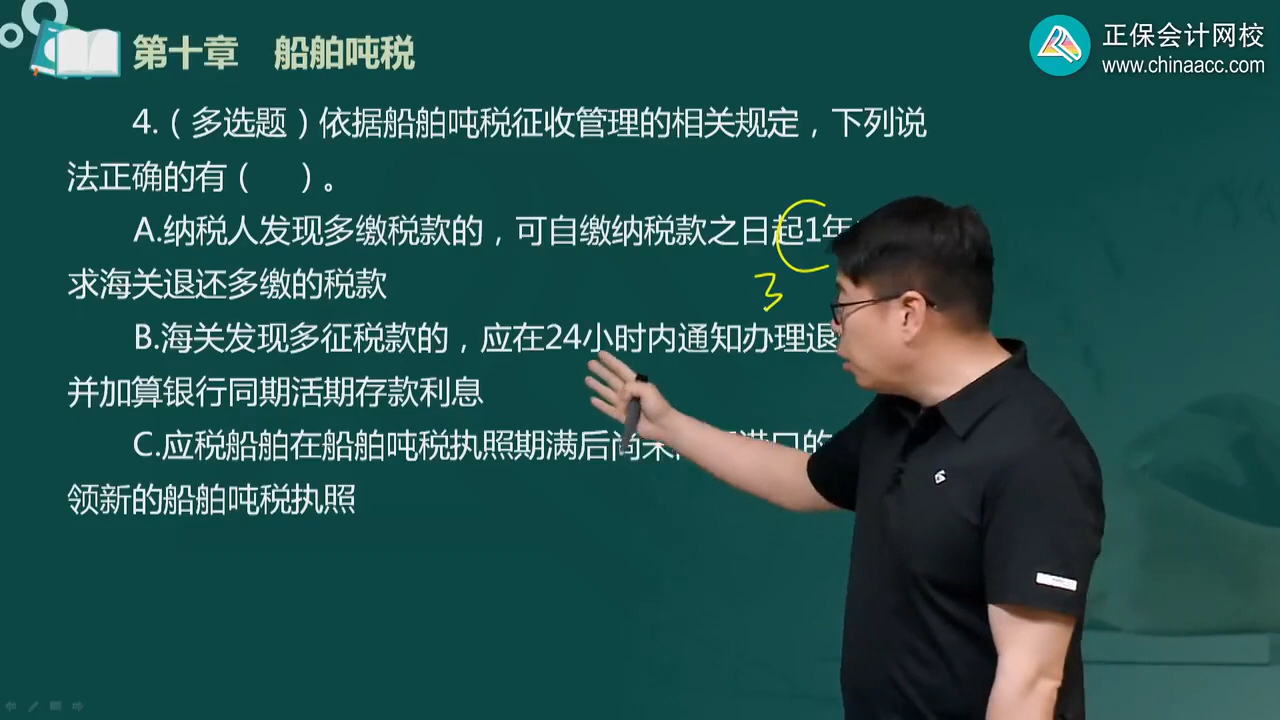 第十章 船舶吨税
正保会计网校
www.chinaacc.com
4.（多选题）依据船舶吨税征收管理的相关规定，下列说
法正确的有（ ）。
A.纳税人发现多缴税款的，可自缴纳税款之日起1年
求海关退还多缴的税款
3
B.海关发现多征税款的，应在24小时内通知办理退
并加算银行同期活期存款利息
C.应税船舶在船舶吨税执照期满后尚未
领新的船舶吨税执照